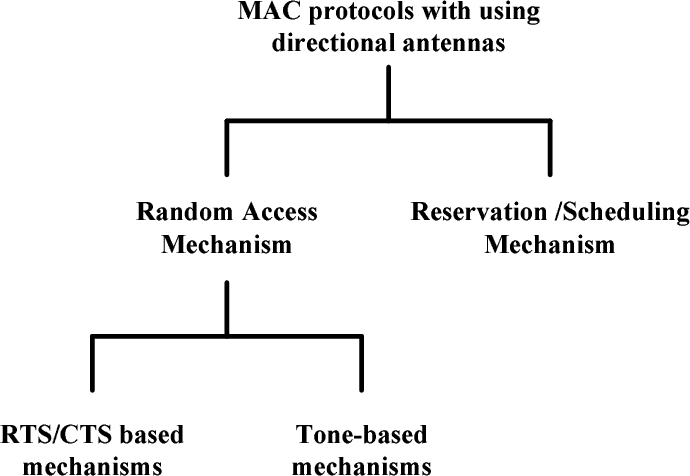 MAC protocols with using
directional antennas
Random Access
Mechanism
Reservation /Scheduling
Mechanism
RTS/CTS based
mechanisms
Tone-based
mechanisms